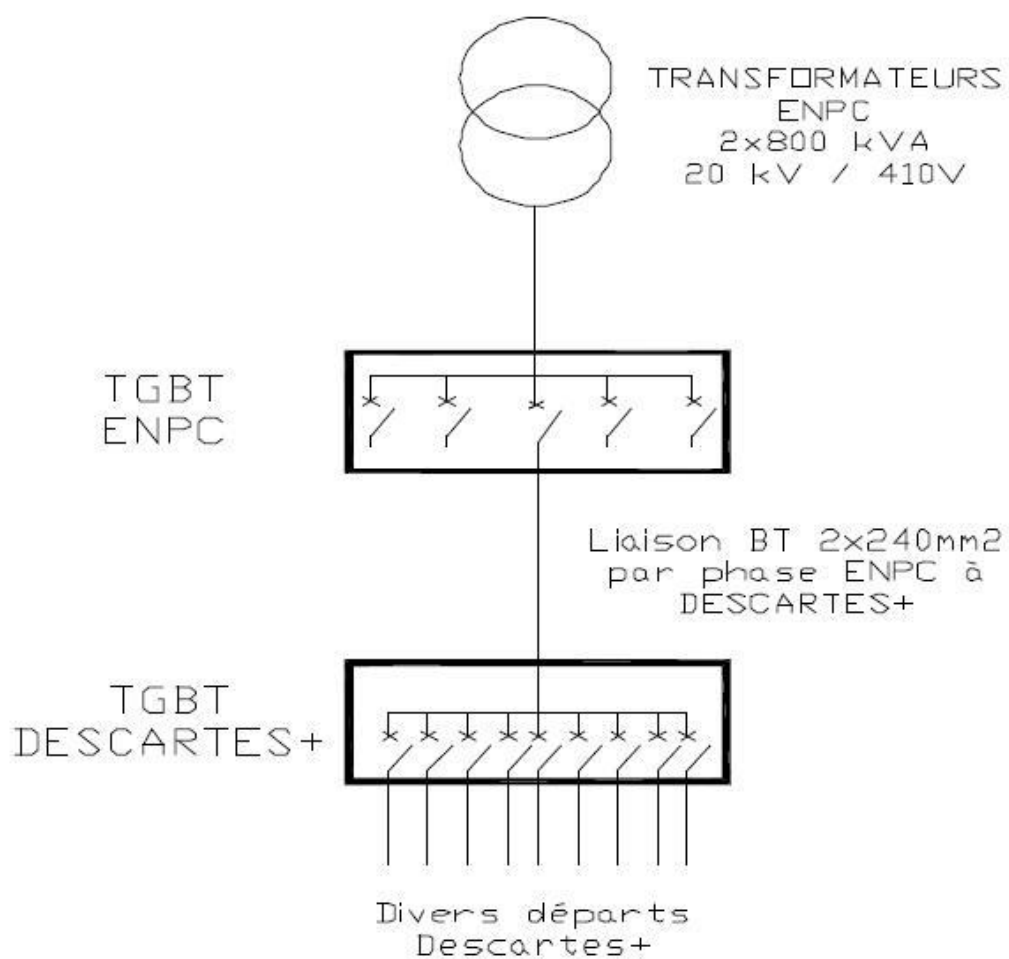 TRANSFORMATEURS
ENPC
2x800 kVA
20 kV / 410V
TGBT
ENPC
Liaison BT 2x240mm2
par phase ENPC à
DESCARTES+
TGBT
DESCARTES+
Divers départs
Descartes+